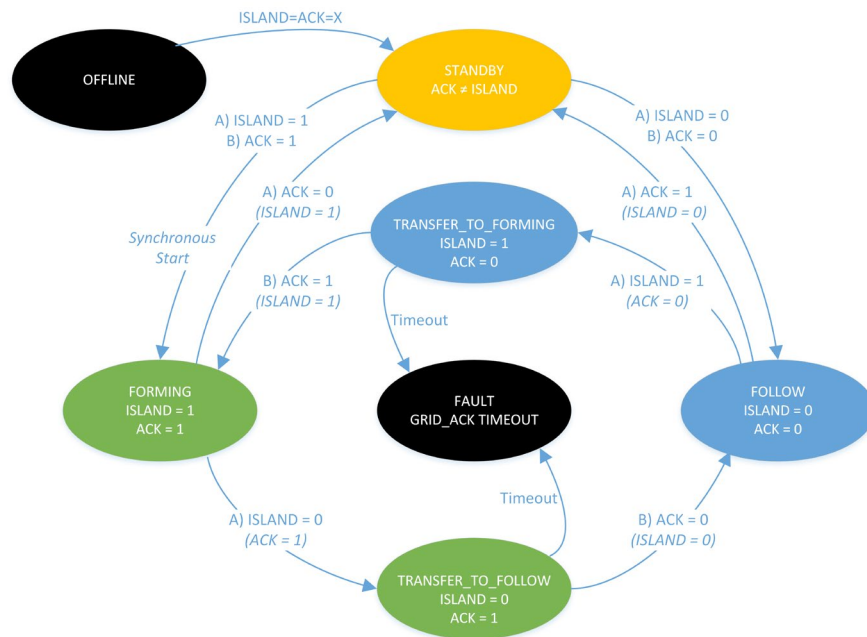 ISLAND=ACK=X
OFFLINE
STANDBY
ACK ≠ ISLAND
A) ISLAND = 1
B) ACK = 1
A) ISLAND = 0
B) ACK = 0
A) ACK = 0
(ISLAND = 1)
A) ACK = 1
(ISLAND = 0)
TRANSFER_TO_FORMING
ISLAND = 1
ACK = 0
Synchronous
Start
B) ACK = 1
(ISLAND = 1)
A) ISLAND = 1
(ACK = 0)
Timeout
FORMING
ISLAND = 1
ACK = 1
FAULT
GRID_ACK TIMEOUT
FOLLOW
ISLAND = 0
ACK = 0
Timeout
A) ISLAND = 0
(ACK = 1)
B) ACK = 0
(ISLAND = 0)
TRANSFER_TO_FOLLOW
ISLAND = 0
ACK = 1